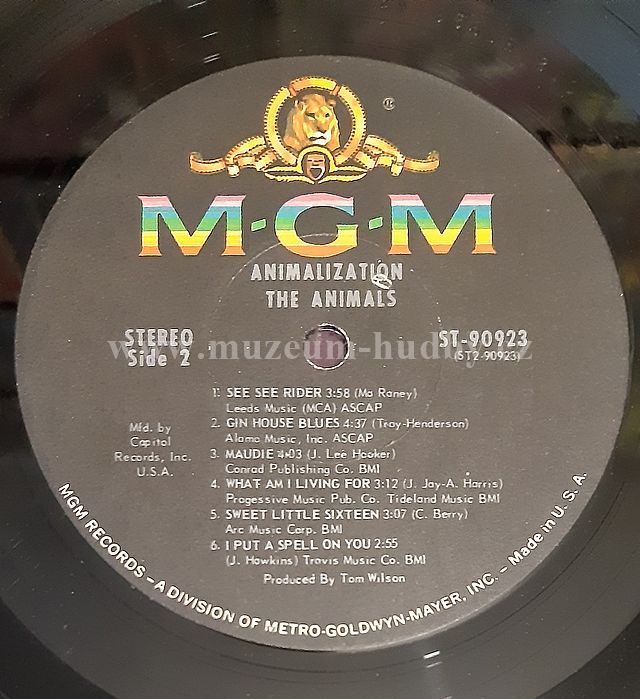 ®
M·G·M
ANIMALIZATION
THE ANIMALS
STEREO
Side 2
ST-90923
(ST2-90923)
www.muzeum-hudby.cz
1. SEE SEE RIDER 3:58 (Ma Raney)
Leeds Music (MCA) ASCAP
2. GIN HOUSE BLUES 4:37 (Troy-Henderson)
Alamo Music, Inc. ASCAP
3. MAUDIE 4:03 (J. Lee Hooker)
Conrad Publishing Co. BMI
4. WHAT AM I LIVING FOR 3:12 (J. Jay-A. Harris)
Progessive Music Pub. Co. Tideland Music BMI
5. SWEET LITTLE SIXTEEN 3:07 (C. Berry)
Arc Music Corp. BMI
6. I PUT A SPELL ON YOU 2:55
(J. Hawkins) Travis Music Co. BMI
Produced By Tom Wilson
Mfd. by
Capitol
Records, Inc.
U.S.A.
MGM RECORDS – A DIVISION OF METRO-GOLDWYN-MAYER, INC. – Made in U. S. A.